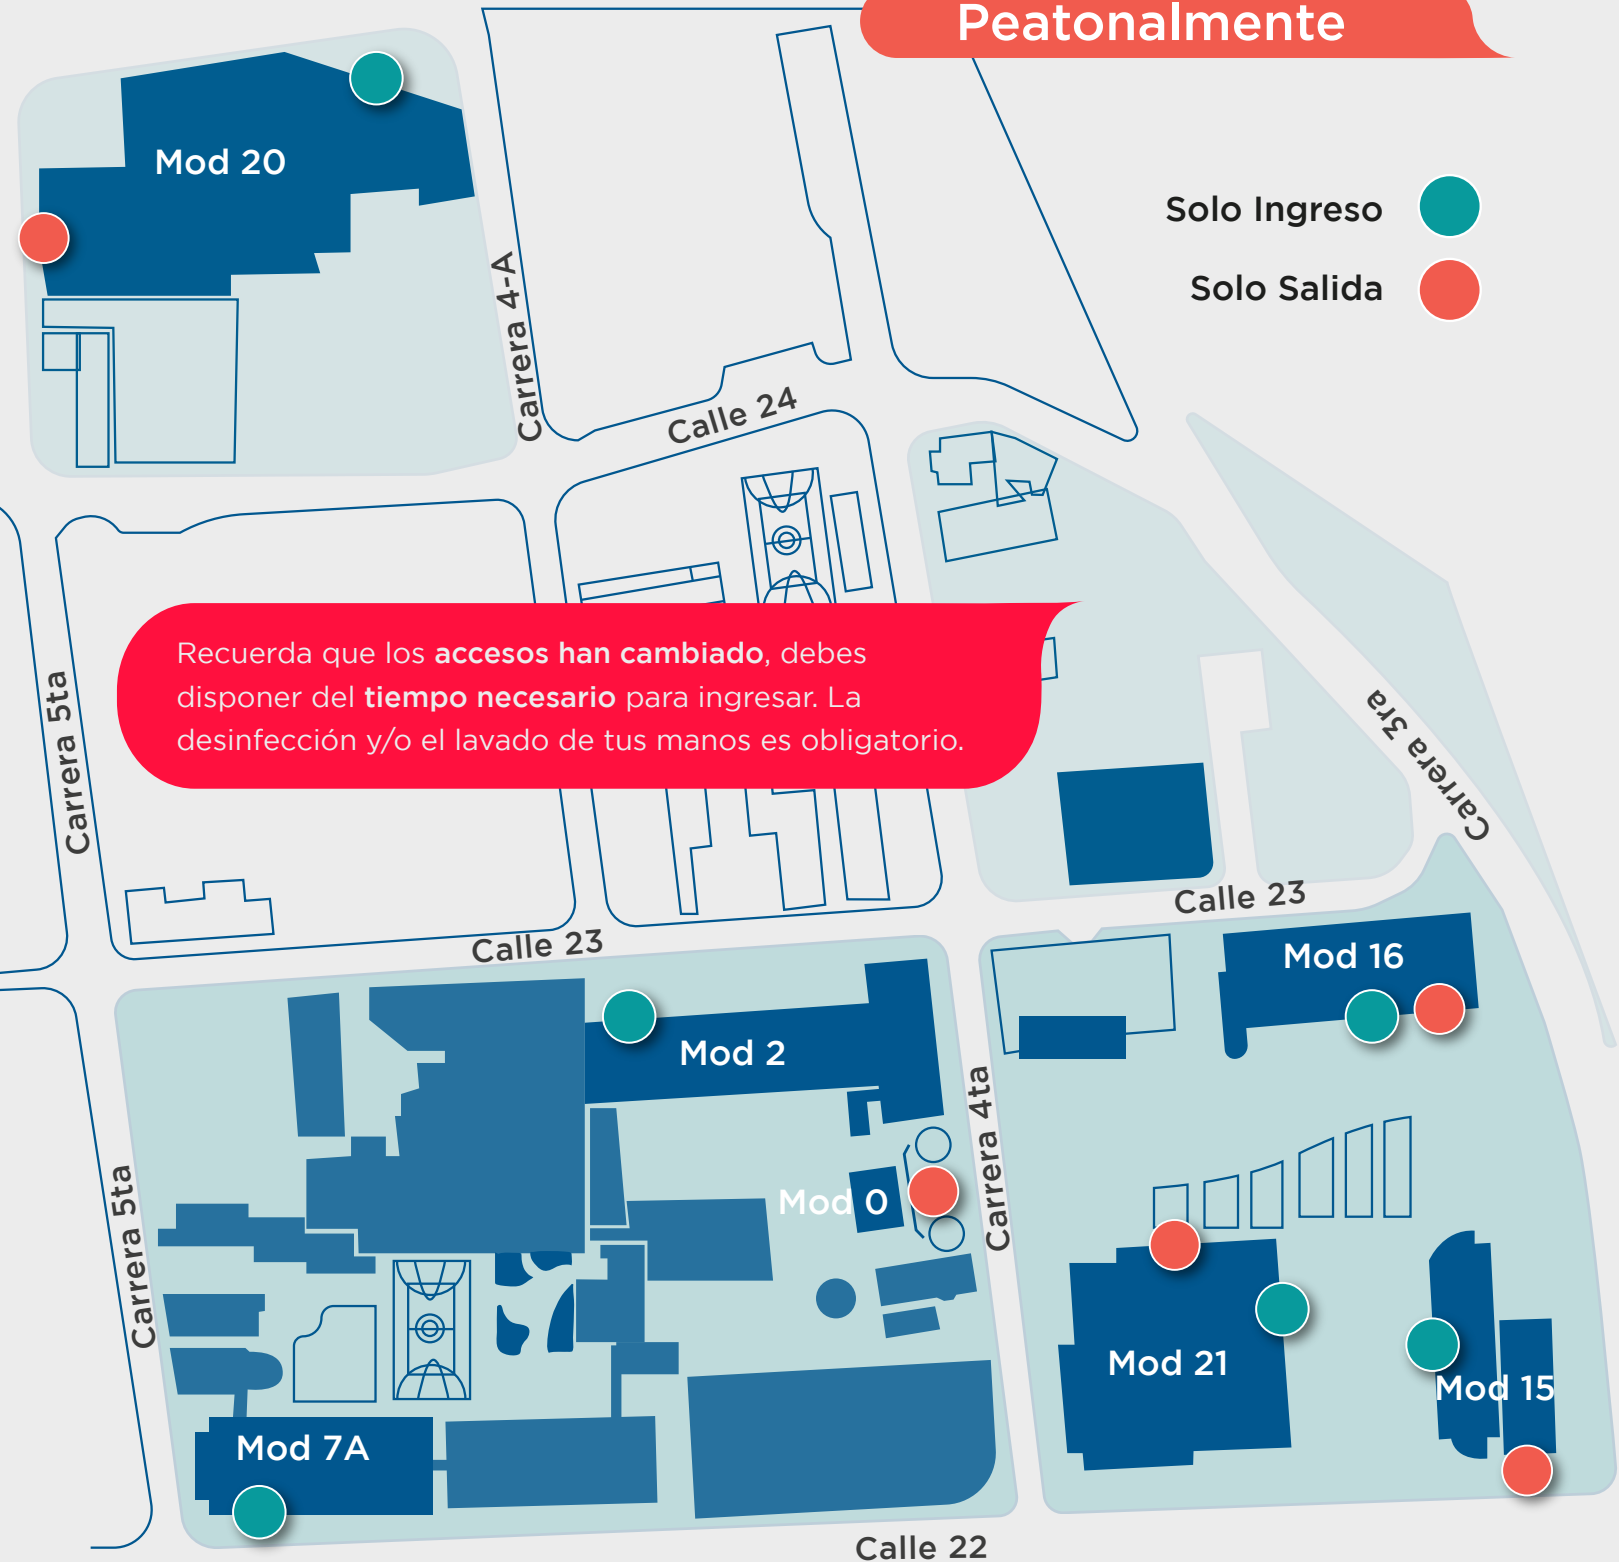 Peatonalmente
Mod 20
Solo Ingreso
Solo Salida
Carrera 4-A
Calle 24
Recuerda que los accesos han cambiado, debes
disponer del tiempo necesario para ingresar. La
desinfección y/o el lavado de tus manos es obligatorio.
Carrera 5ta
Carrera 3ra
Calle 23
Calle 23
Mod 16
Mod 2
Carrera 4ta
Mod 0
Carrera 5ta
Mod 21
Mod 15
Mod 7A
Calle 22